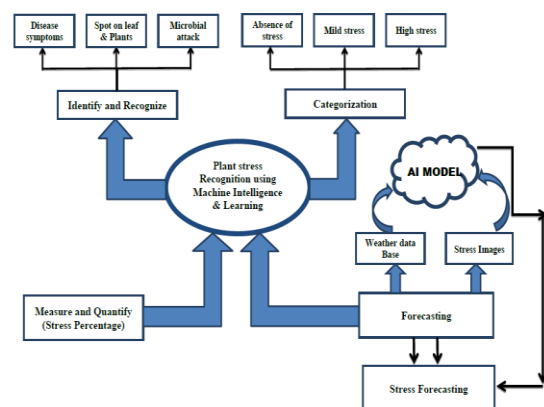 Disease
symptoms
Spot on leaf
& Plants
Microbial
attack
Absence of
stress
Mild stress
High stress
Identify and Recognize
Categorization
Plant stress
Recognition using
Machine Intelligence
& Learning
AI MODEL
Weather data
Base
Stress Images
Measure and Quantify
(Stress Percentage)
Forecasting
Stress Forecasting